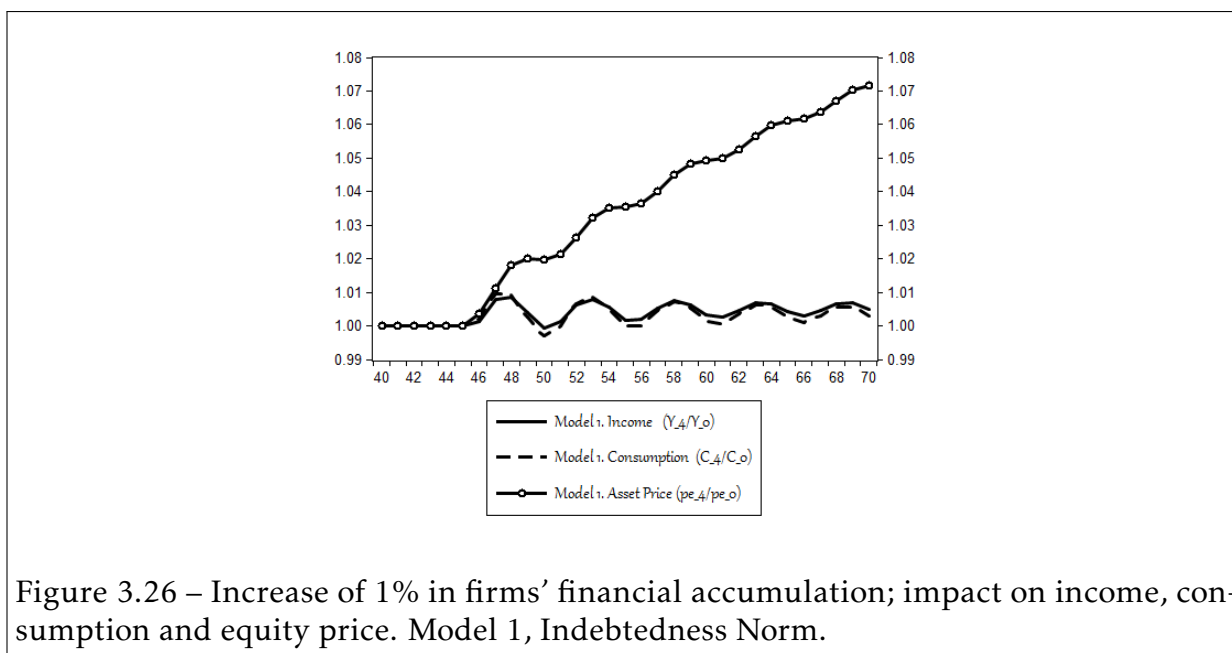 1.08 1.08
1.07 1.07
1.06 1.06
1.05 1.05
1.04 1.04
1.03 1.03
1.02 1.02
1.01 1.01
1.00 1.00
0.99 0.99
40 42 44 46 48 50 52 54 56 58 60 62 64 66 68 70
Model 1. Income (Y_4/Y_0)
Model 1. Consumption (C_4/C_0)
Model 1. Asset Price (pe_4/pe_0)
Figure 3.26 – Increase of 1% in firms’ financial accumulation; impact on income, con-
sumption and equity price. Model 1, Indebtedness Norm.